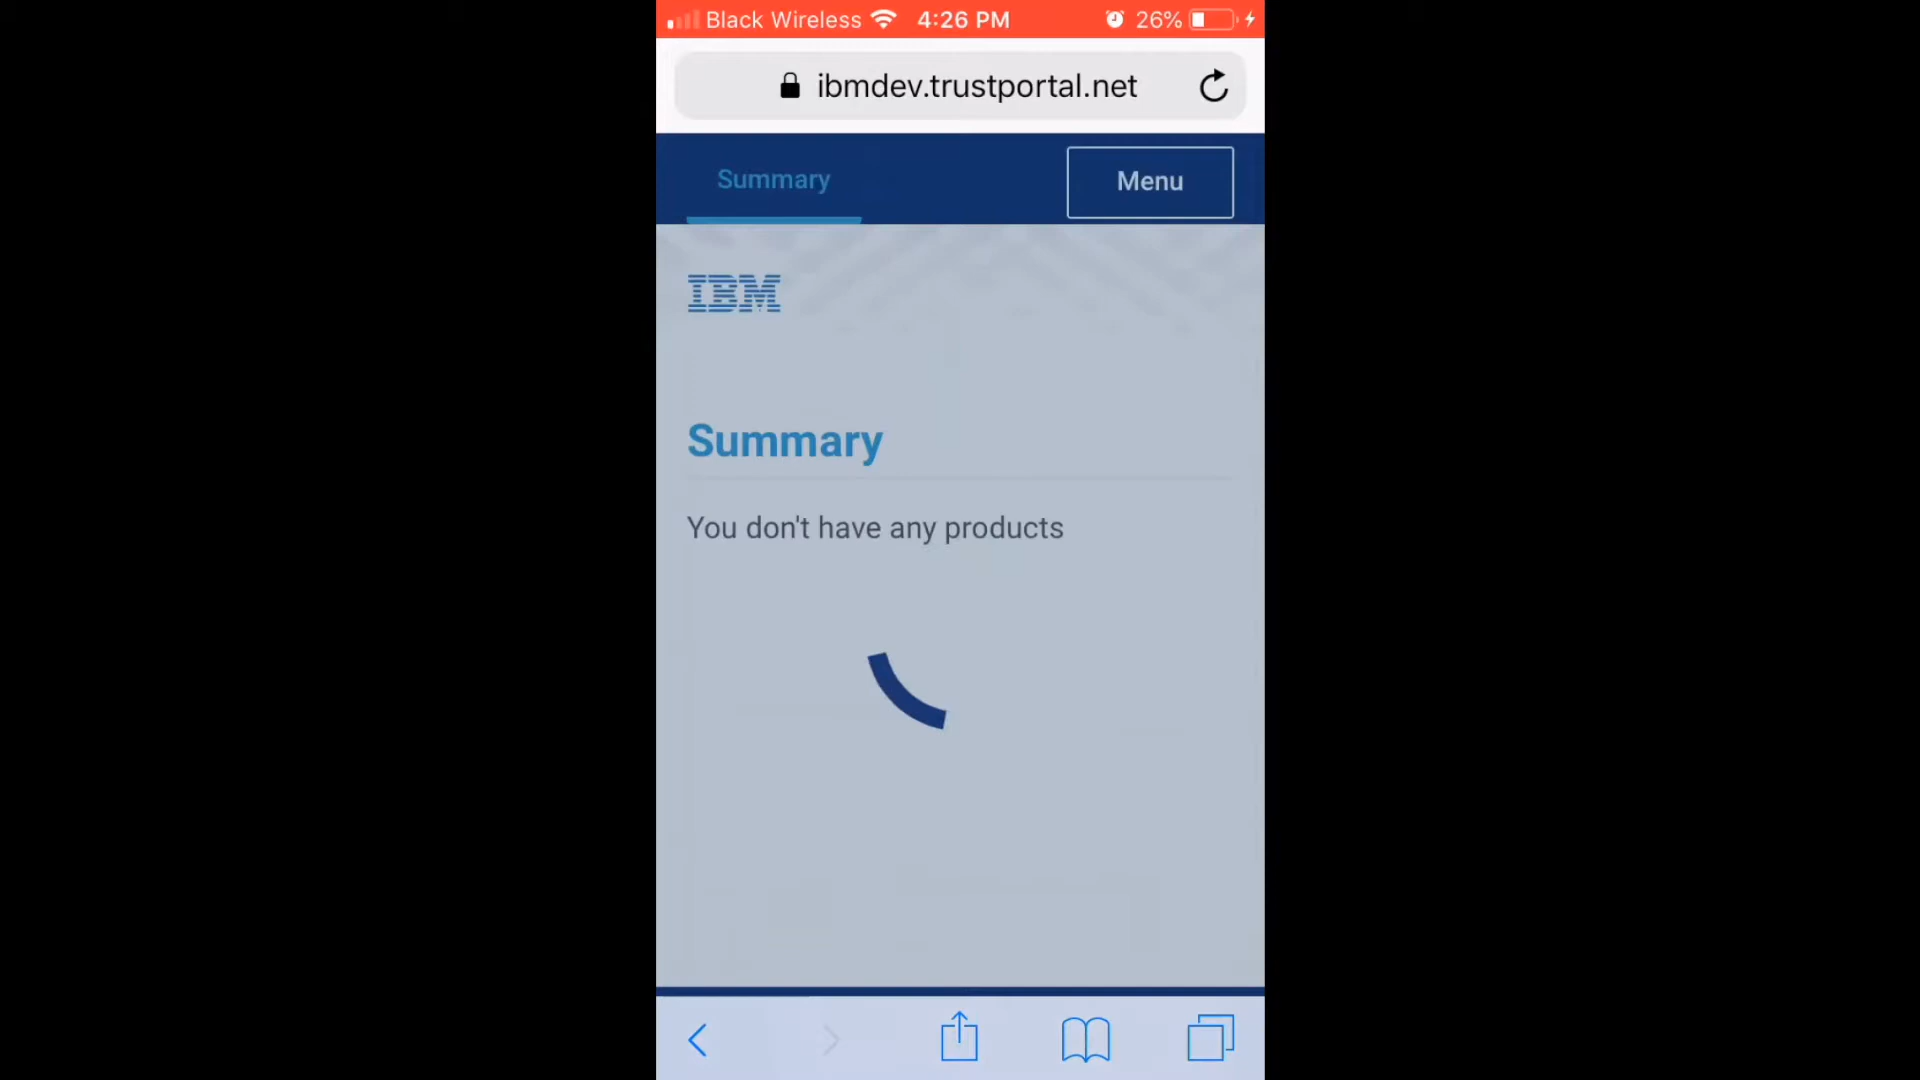 Black Wireless 4:26 PM 26%
ibmdev.trustportal.net
Summary
Menu
IBM
Summary
You don't have any products